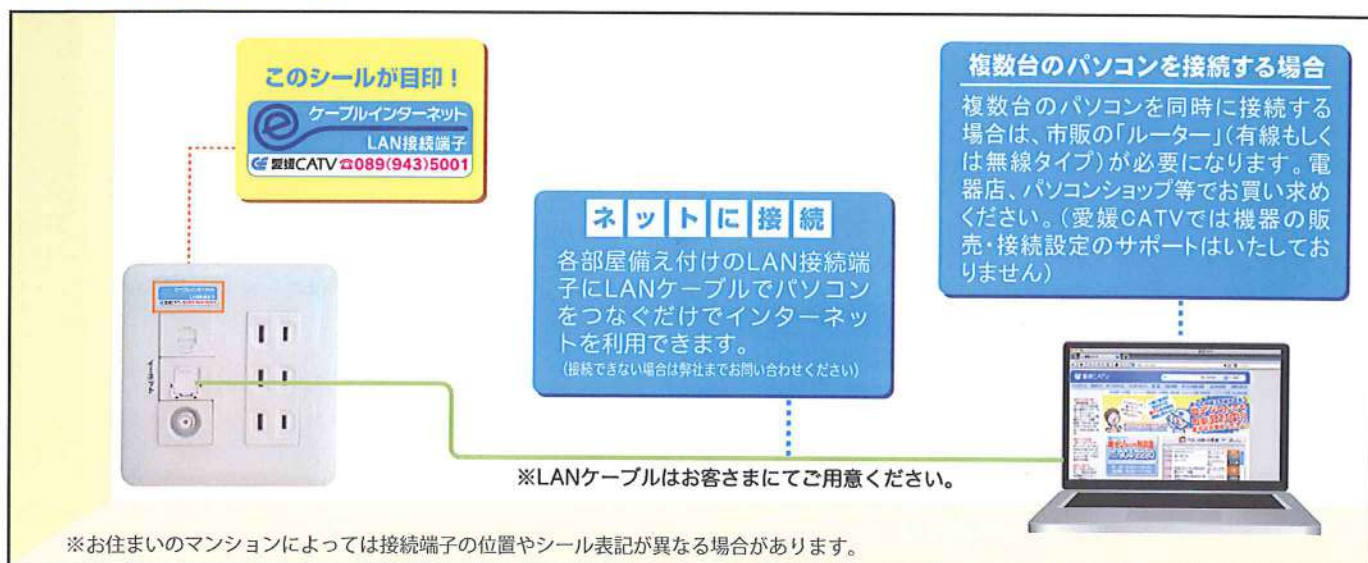 このシールが目印！
ケーブルインターネット
LAN接続端子
愛媛CATV ☎089(943)5001
複数台のパソコンを接続する場合
複数台のパソコンを同時に接続する
場合は、市販の「ルーター」（有線もしく
は無線タイプ）が必要になります。電
器店、パソコンショップ等でお買い求め
ください。（愛媛CATVでは機器の販
売・接続設定のサポートはいたしてお
りません）
ネットに接続
各部屋備え付けのLAN接続端
子にLANケーブルでパソコン
をつなぐだけでインターネッ
トを利用できます。
（接続できない場合は弊社までお問い合わせください）
イーネット
愛媛CATV
※LANケーブルはお客さまにてご用意ください。
※お住まいのマンションによっては接続端子の位置やシール表記が異なる場合があります。